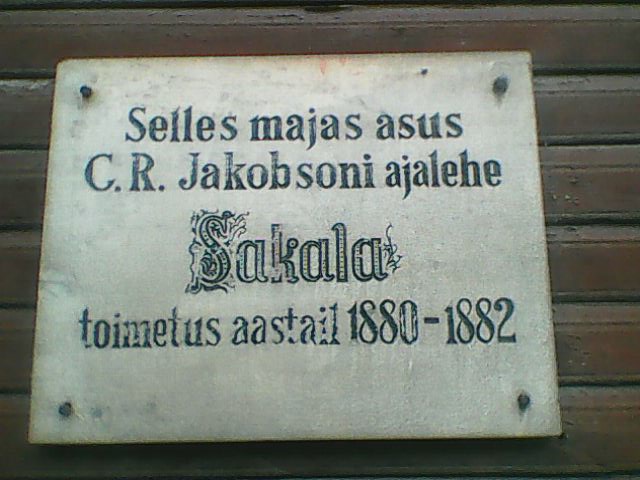 Selles majas asus
C.R. Jakobsoni ajalehe
Sakala
toimetus aastail 1880-1882